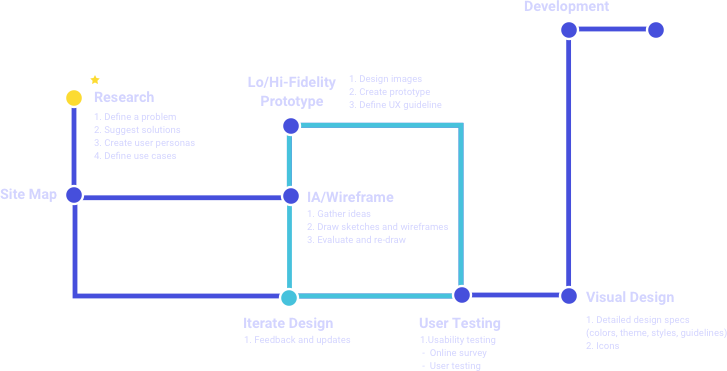 Development
Lo/Hi-Fidelity
Prototype
1. Design images
2. Create prototype
3. Define UX guideline
Research
1. Define a problem
2. Suggest solutions
3. Create user personas
4. Define use cases
Site Map
IA/Wireframe
1. Gather ideas
2. Draw sketches and wireframes
3. Evaluate and re-draw
Iterate Design
1. Feedback and updates
User Testing
1.Usability testing
- Online survey
- User testing
Visual Design
1. Detailed design specs
(colors, theme, styles, guidelines)
2. Icons